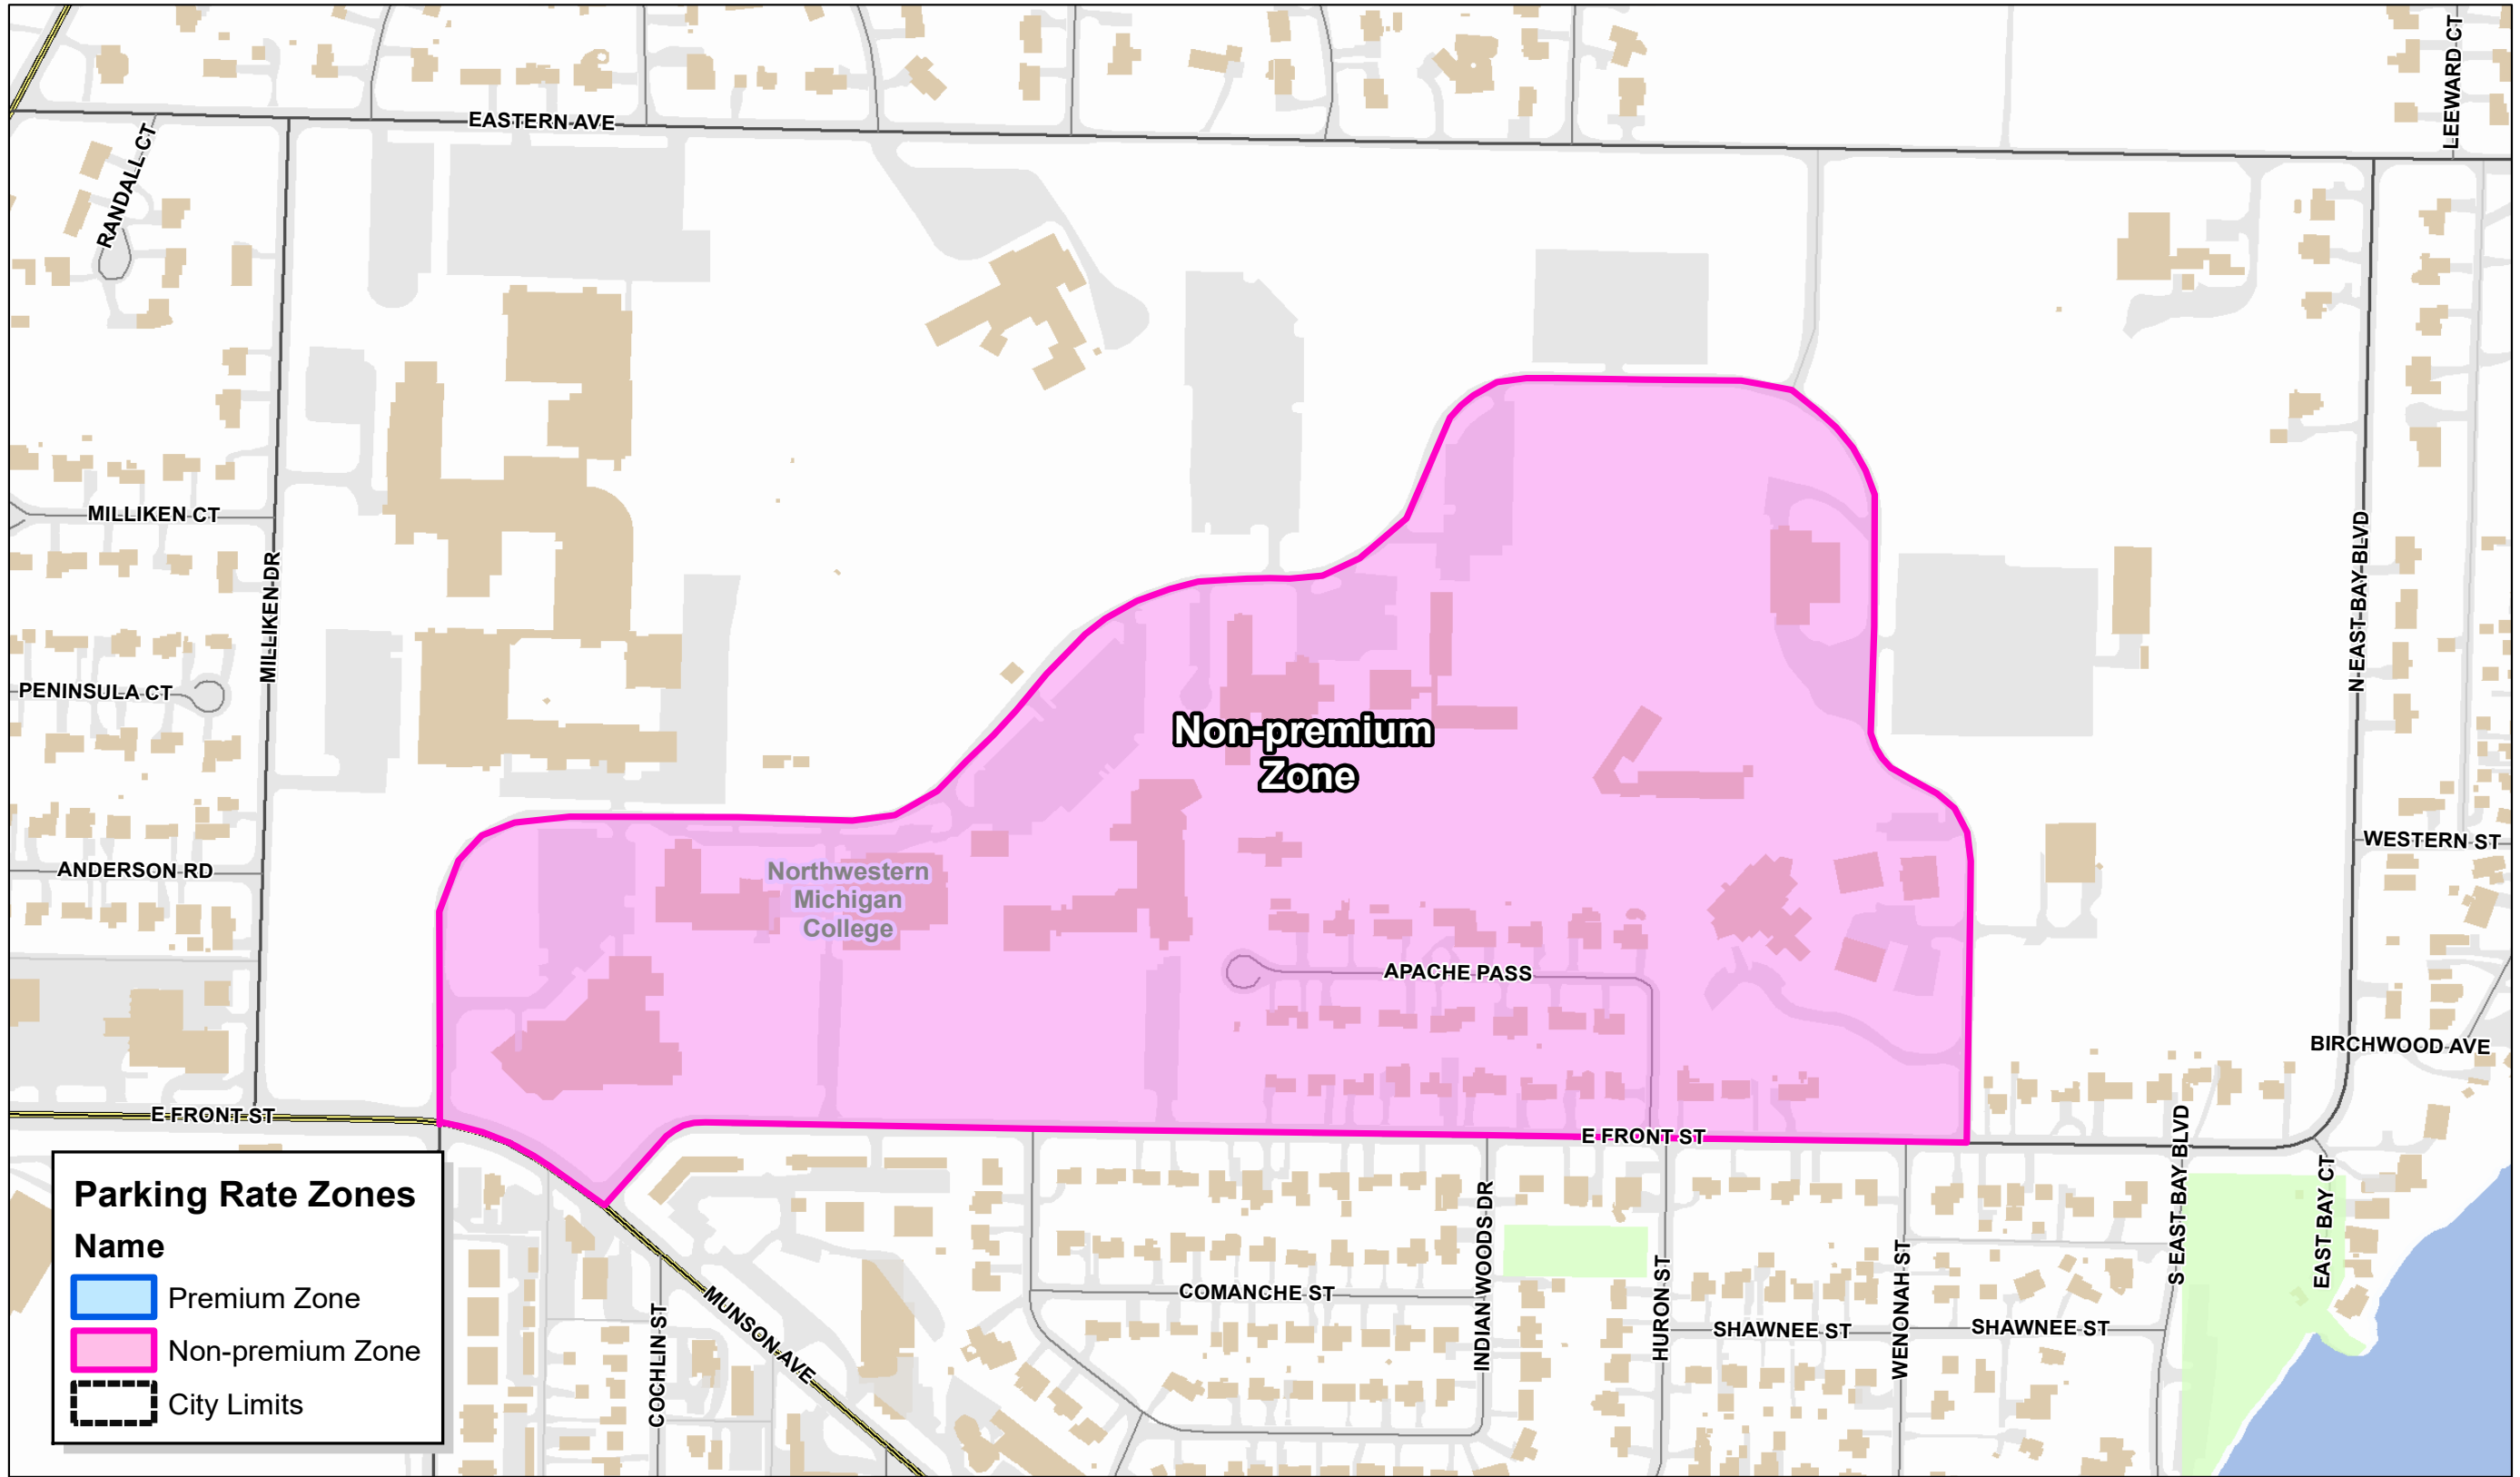 LEEWARD CT
EASTERN AVE
RANDALL CT
MILLIKEN CT
MILLIKEN DR
N EAST BAY BLVD
PENINSULA CT
Non-premium
Zone
WESTERN ST
ANDERSON RD
Northwestern
Michigan
College
APACHE PASS
BIRCHWOOD AVE
E FRONT ST
E FRONT ST
S EAST BAY BLVD
EAST BAY CT
INDIAN WOODS DR
HURON ST
WENONAH ST
COMANCHE ST
SHAWNEE ST
SHAWNEE ST
MUNSON AVE
COCHLIN ST
Parking Rate Zones
Name
Premium Zone
Non-premium Zone
City Limits